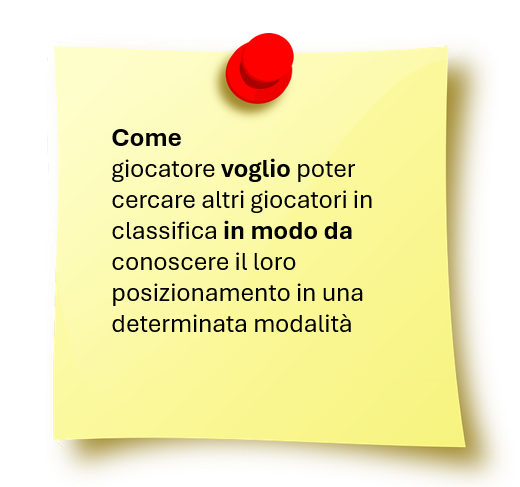 Come
giocatore voglio poter
cercare altri giocatori in
classifica in modo da
conoscere il loro
posizionamento in una
determinata modalità